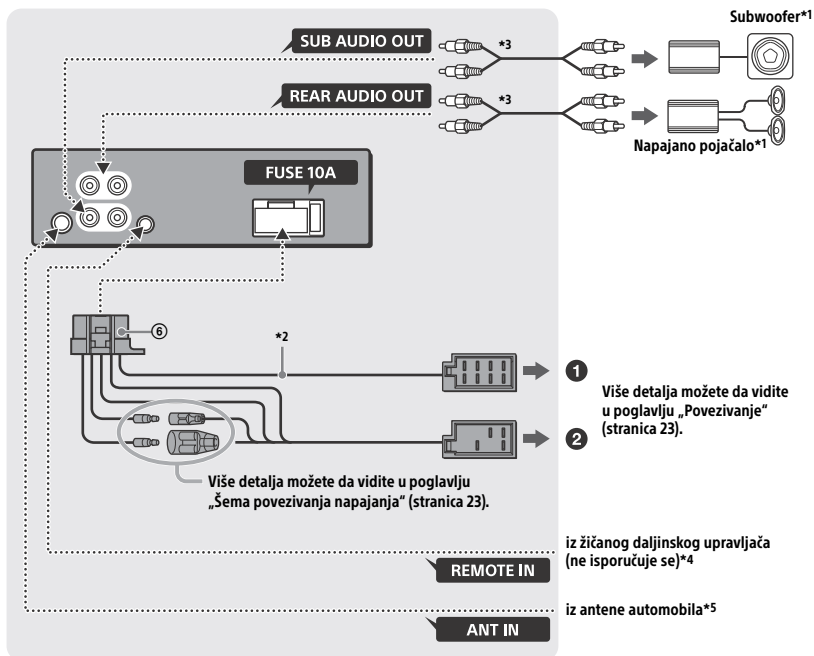 Subwoofer*1
SUB AUDIO OUT
*3
REAR AUDIO OUT
*3
Napajano pojačalo*1
FUSE 10A
⑥
*2
❶
Više detalja možete da vidite
u poglavlju „Povezivanje“
(stranica 23).
❷
Više detalja možete da vidite u poglavlju
„Šema povezivanja napajanja“ (stranica 23).
iz žičanog daljinskog upravljača
(ne isporučuje se)*4
REMOTE IN
iz antene automobila*5
ANT IN